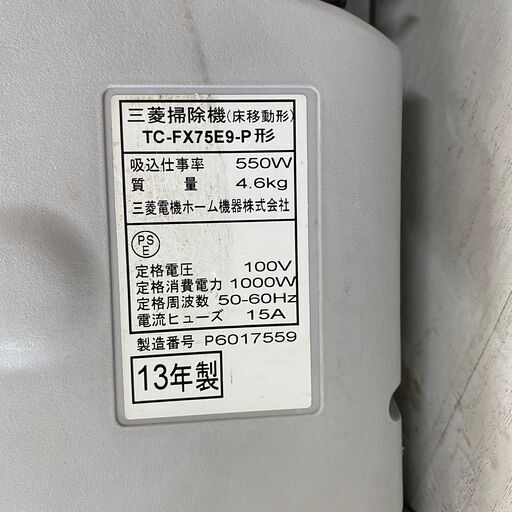 三菱掃除機(床移動形)
TC-FX75E9-P形
吸込仕事率 550W
質量 4.6kg
三菱電機ホーム機器株式会社
PS
E
定格電圧 100V
定格消費電力 1000W
定格周波数 50-60Hz
電流ヒューズ 15A
製造番号 P6017559
13年製